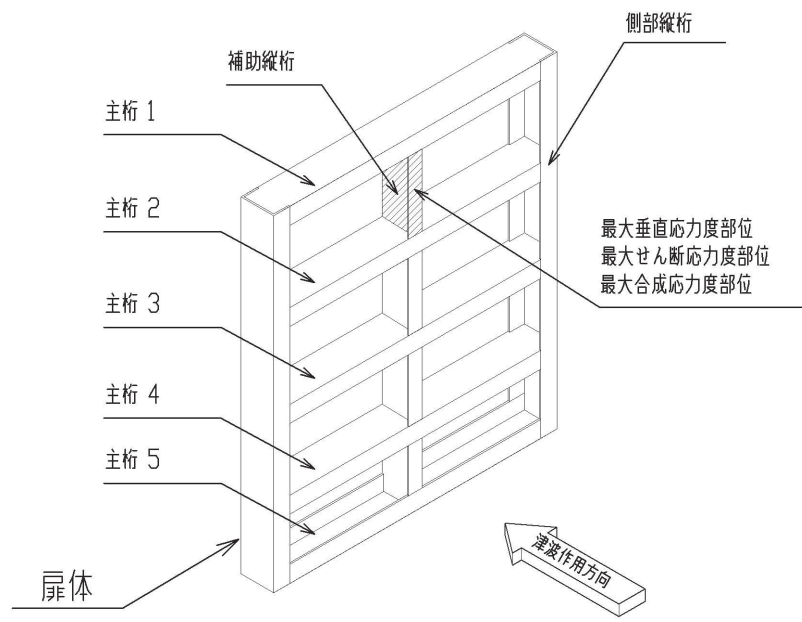 側部縦桁
補助縦桁
主桁 1
主桁 2
最大垂直応力度部位
最大せん断応力度部位
最大合成応力度部位
主桁 3
主桁 4
主桁 5
津波作用方向
扉体